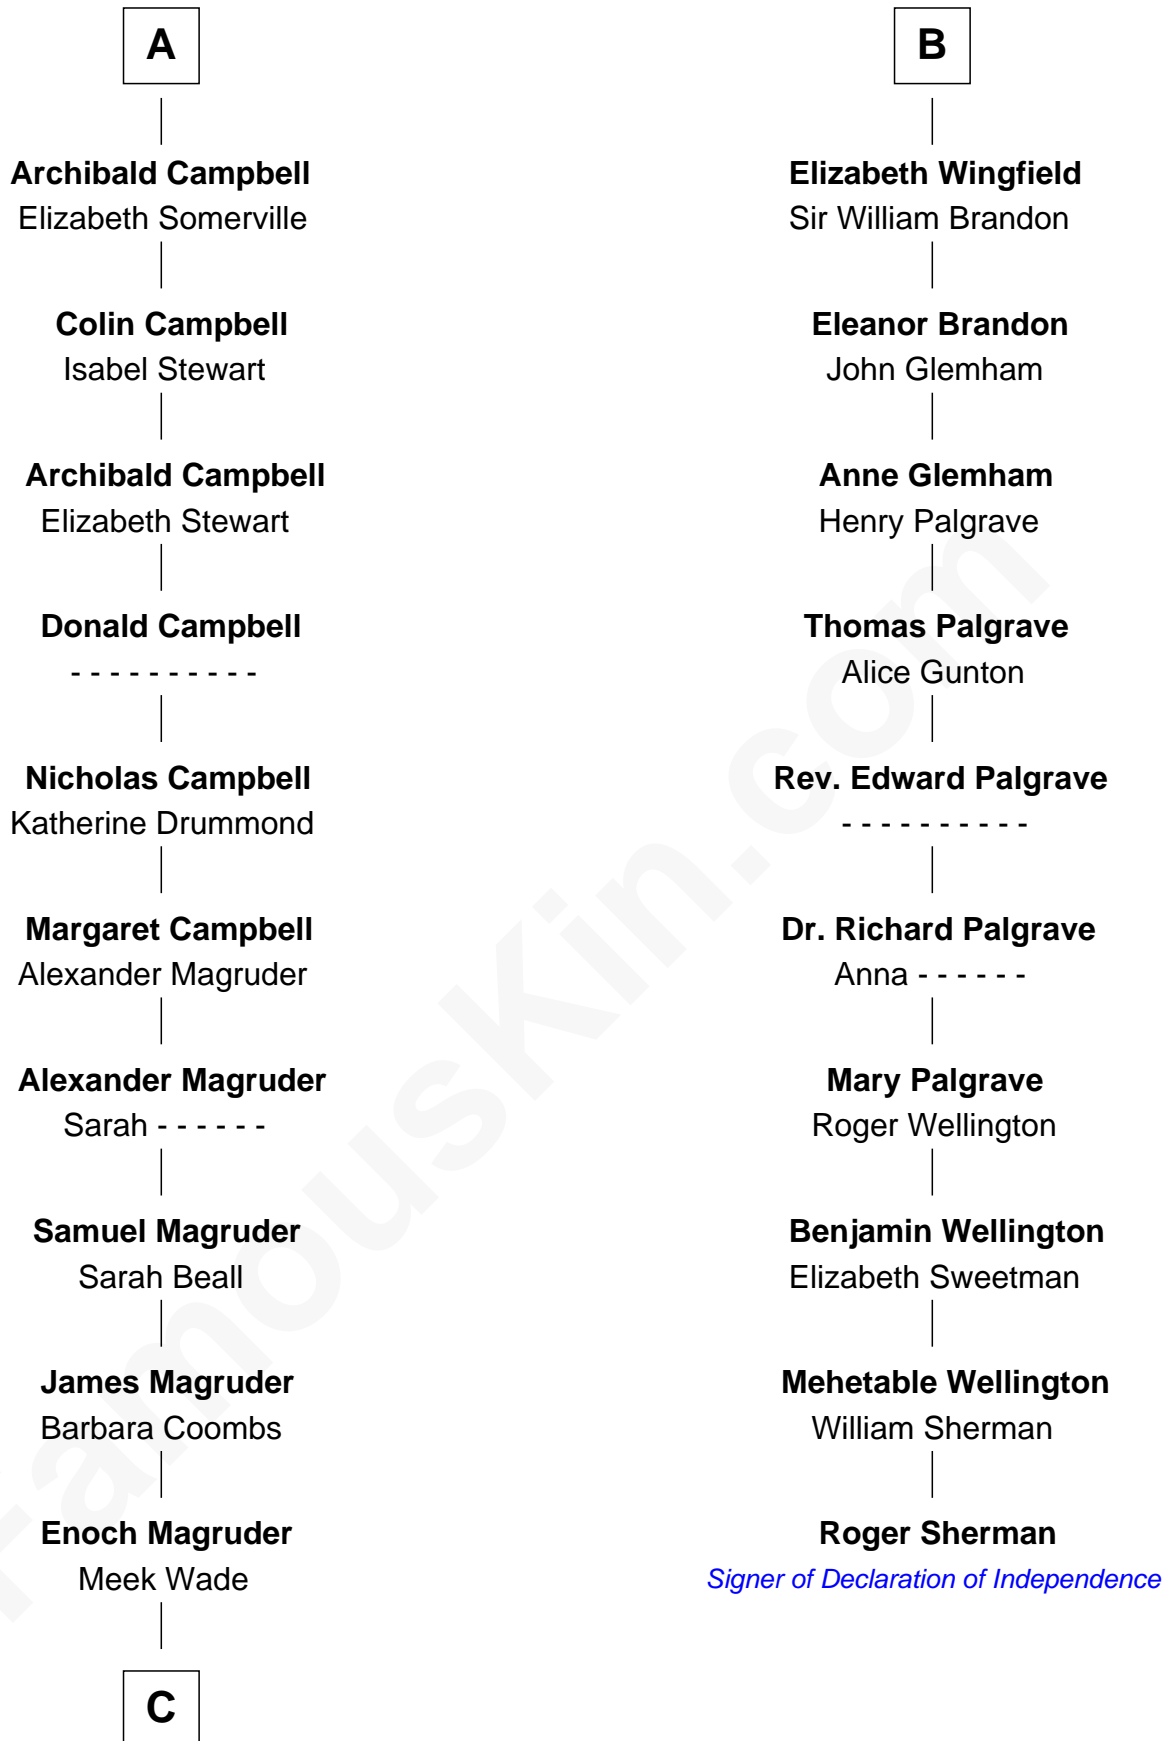 A
Archibald Campbell
Elizabeth Somerville
Colin Campbell
Isabel Stewart
Archibald Campbell
Elizabeth Stewart
Donald Campbell
- - - - - - - - - -
Nicholas Campbell
Katherine Drummond
Margaret Campbell
Alexander Magruder
Alexander Magruder
Sarah - - - - - -
Samuel Magruder
Sarah Beall
James Magruder
Barbara Coombs
Enoch Magruder
Meek Wade
C
B
Elizabeth Wingfield
Sir William Brandon
Eleanor Brandon
John Glemham
Anne Glemham
Henry Palgrave
Thomas Palgrave
Alice Gunton
Rev. Edward Palgrave
- - - - - - - - - -
Dr. Richard Palgrave
Anna - - - - - -
Mary Palgrave
Roger Wellington
Benjamin Wellington
Elizabeth Sweetman
Mehetable Wellington
William Sherman
Roger Sherman
Signer of Declaration of Independence
FamousKin.com